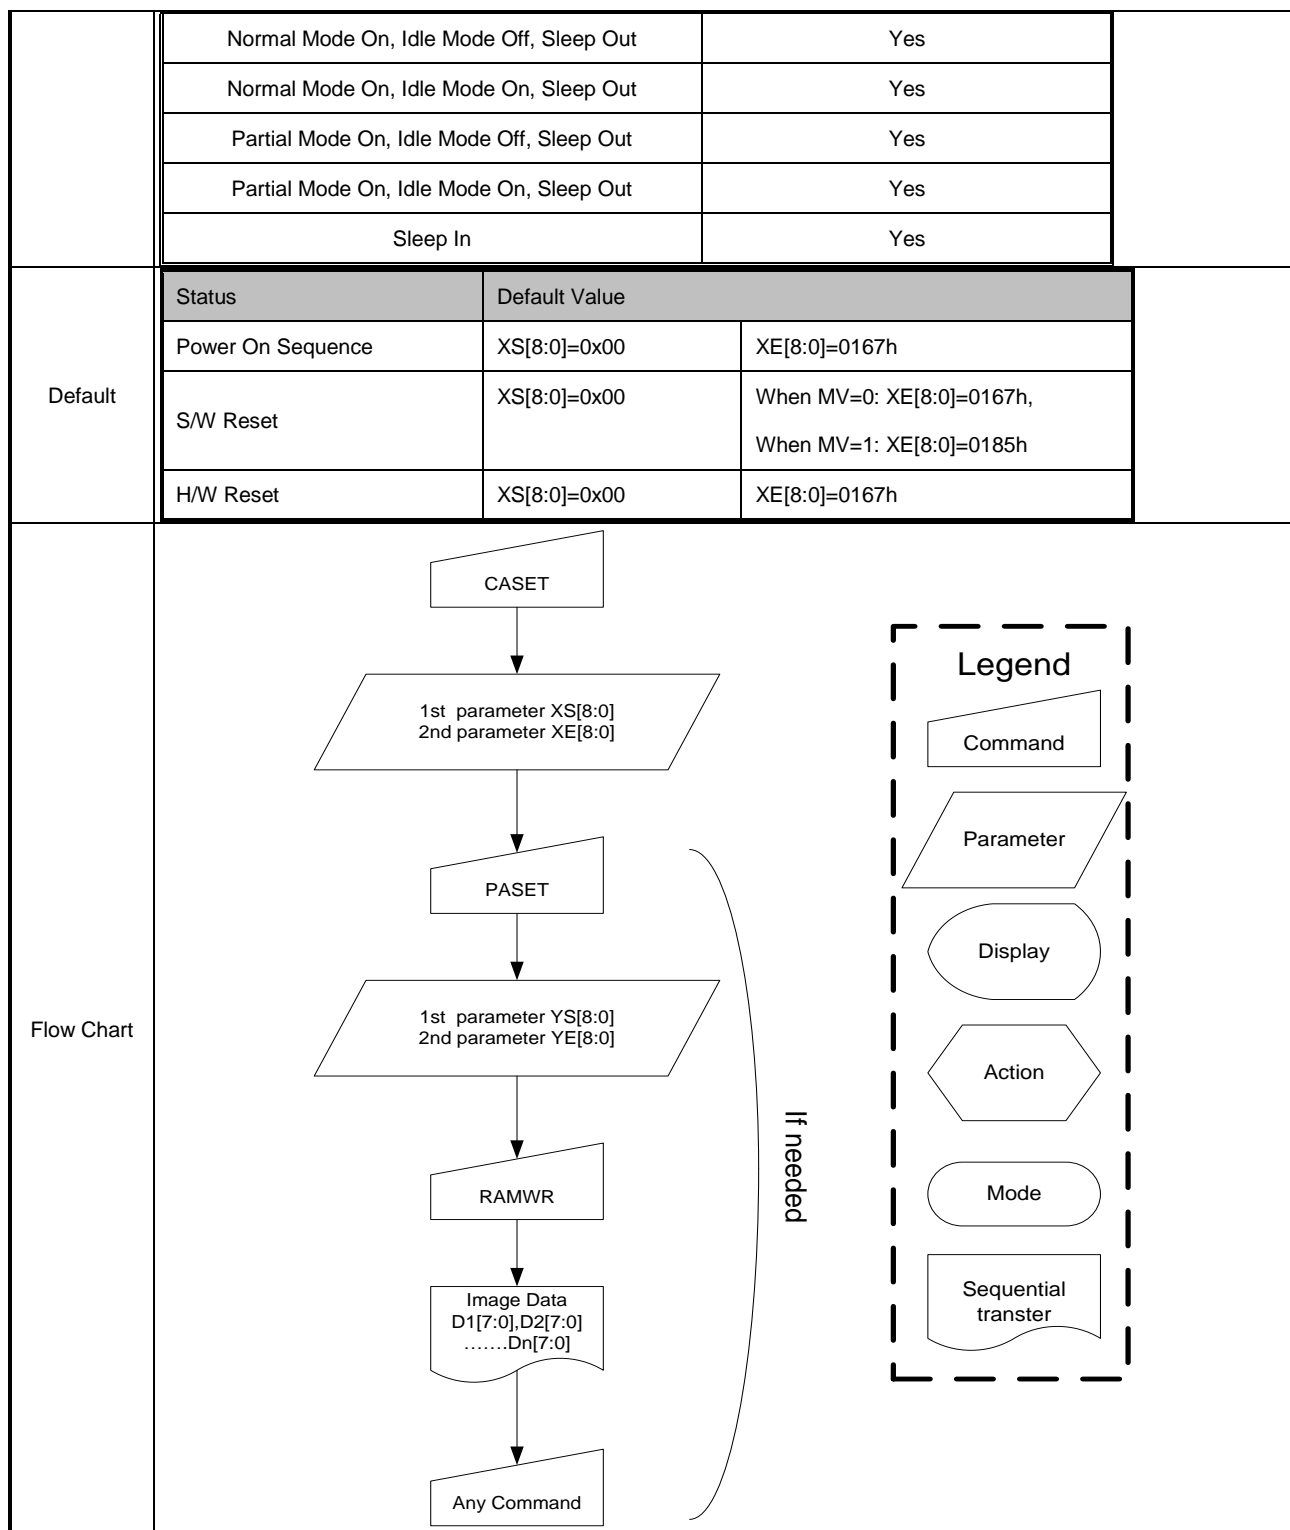 Normal Mode On, Idle Mode Off, Sleep Out Yes
Normal Mode On, Idle Mode On, Sleep Out Yes
Partial Mode On, Idle Mode Off, Sleep Out Yes
Partial Mode On, Idle Mode On, Sleep Out Yes
Sleep In Yes
Default
Status Default Value
Power On Sequence XS[8:0]=0x00 XE[8:0]=0167h
S/W Reset XS[8:0]=0x00 When MV=0: XE[8:0]=0167h,
When MV=1: XE[8:0]=0185h
H/W Reset XS[8:0]=0x00 XE[8:0]=0167h
Flow Chart
CASET
1st parameter XS[8:0]
2nd parameter XE[8:0]
PASET
1st parameter YS[8:0]
2nd parameter YE[8:0]
RAMWR
Image Data
D1[7:0],D2[7:0]
.......Dn[7:0]
Any Command
If needed
Legend
Command
Parameter
Display
Action
Mode
Sequential
transter